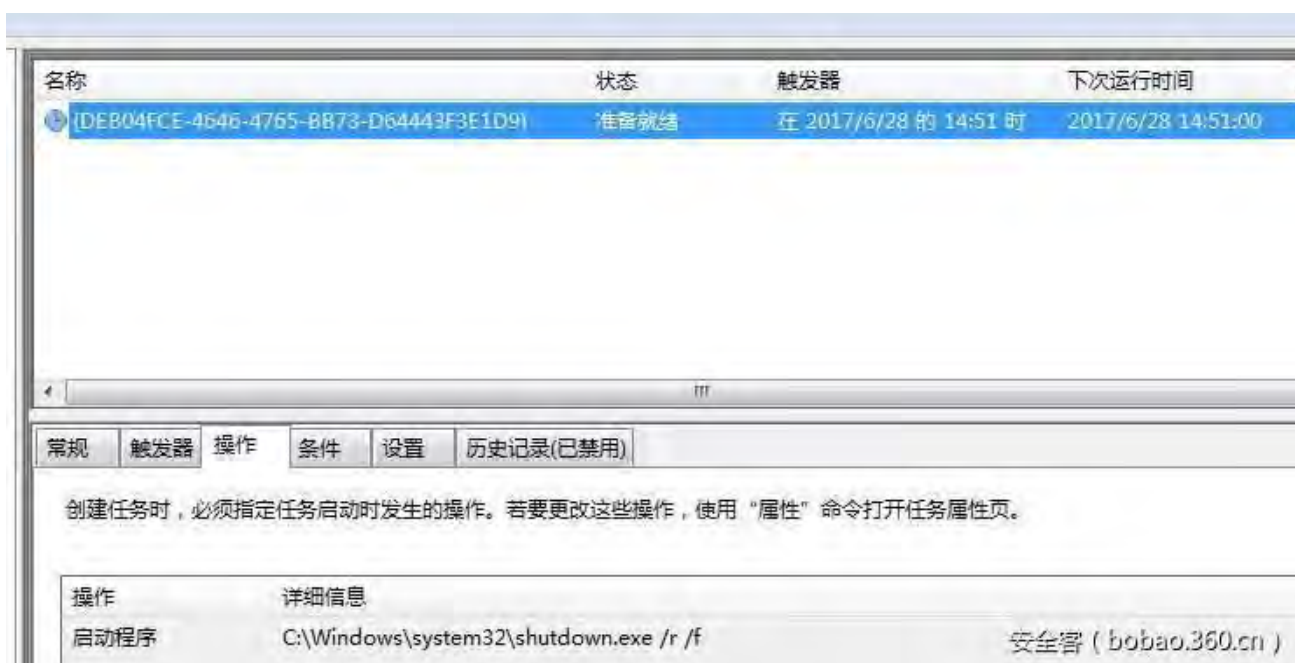 名称 状态 触发器 下次运行时间
{DEB04FCE-4646-4765-BB73-D64443F3E1D9} 准备就绪 在 2017/6/28 的 14:51 时 2017/6/28 14:51:00
常规 触发器 操作 条件 设置 历史记录(已禁用)
创建任务时，必须指定任务启动时发生的操作。若要更改这些操作，使用“属性”命令打开任务属性页。
操作 详细信息
启动程序 C:\Windows\system32\shutdown.exe /r /f
安全客（bobao.360.cn）